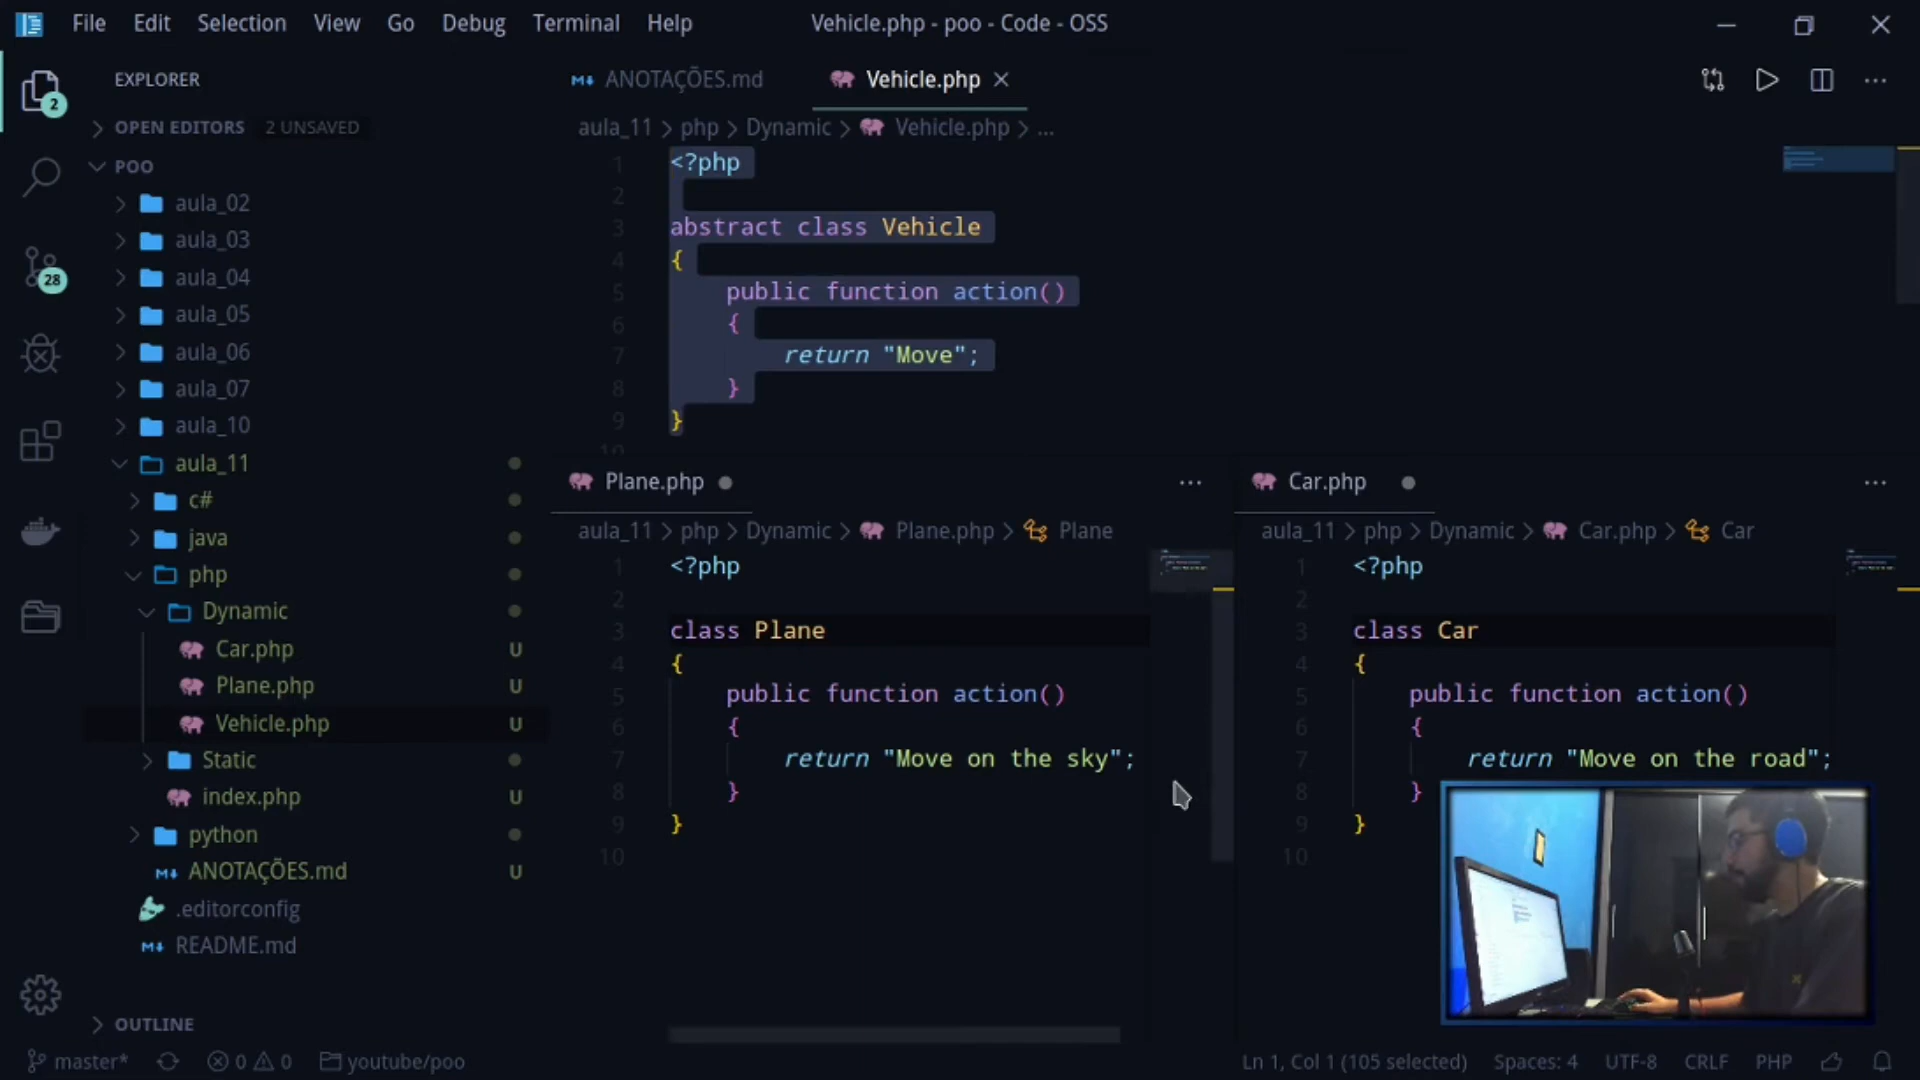 File Edit Selection View Go Debug Terminal Help Vehicle.php - poo - Code - OSS
EXPLORER
OPEN EDITORS 2 UNSAVED
POO
aula_02
aula_03
aula_04
aula_05
aula_06
aula_07
aula_10
aula_11
c#
java
php
Dynamic
Car.php U
Plane.php U
Vehicle.php U
Static
index.php U
python
ANOTAÇÕES.md U
.editorconfig
README.md
OUTLINE
2
28
ANOTAÇÕES.md Vehicle.php
aula_11 > php > Dynamic > Vehicle.php > ...
1 <?php
2
3 abstract class Vehicle
4 {
5 public function action()
6 {
7 return "Move";
8 }
9 }
10
Plane.php
aula_11 > php > Dynamic > Plane.php > Plane
1 <?php
2
3 class Plane
4 {
5 public function action()
6 {
7 return "Move on the sky";
8 }
9 }
10
Car.php
aula_11 > php > Dynamic > Car.php > Car
1 <?php
2
3 class Car
4 {
5 public function action()
6 {
7 return "Move on the road";
8 }
9 }
10
master* 0 0 youtube/poo Ln 1, Col 1 (105 selected) Spaces: 4 UTF-8 CRLF PHP